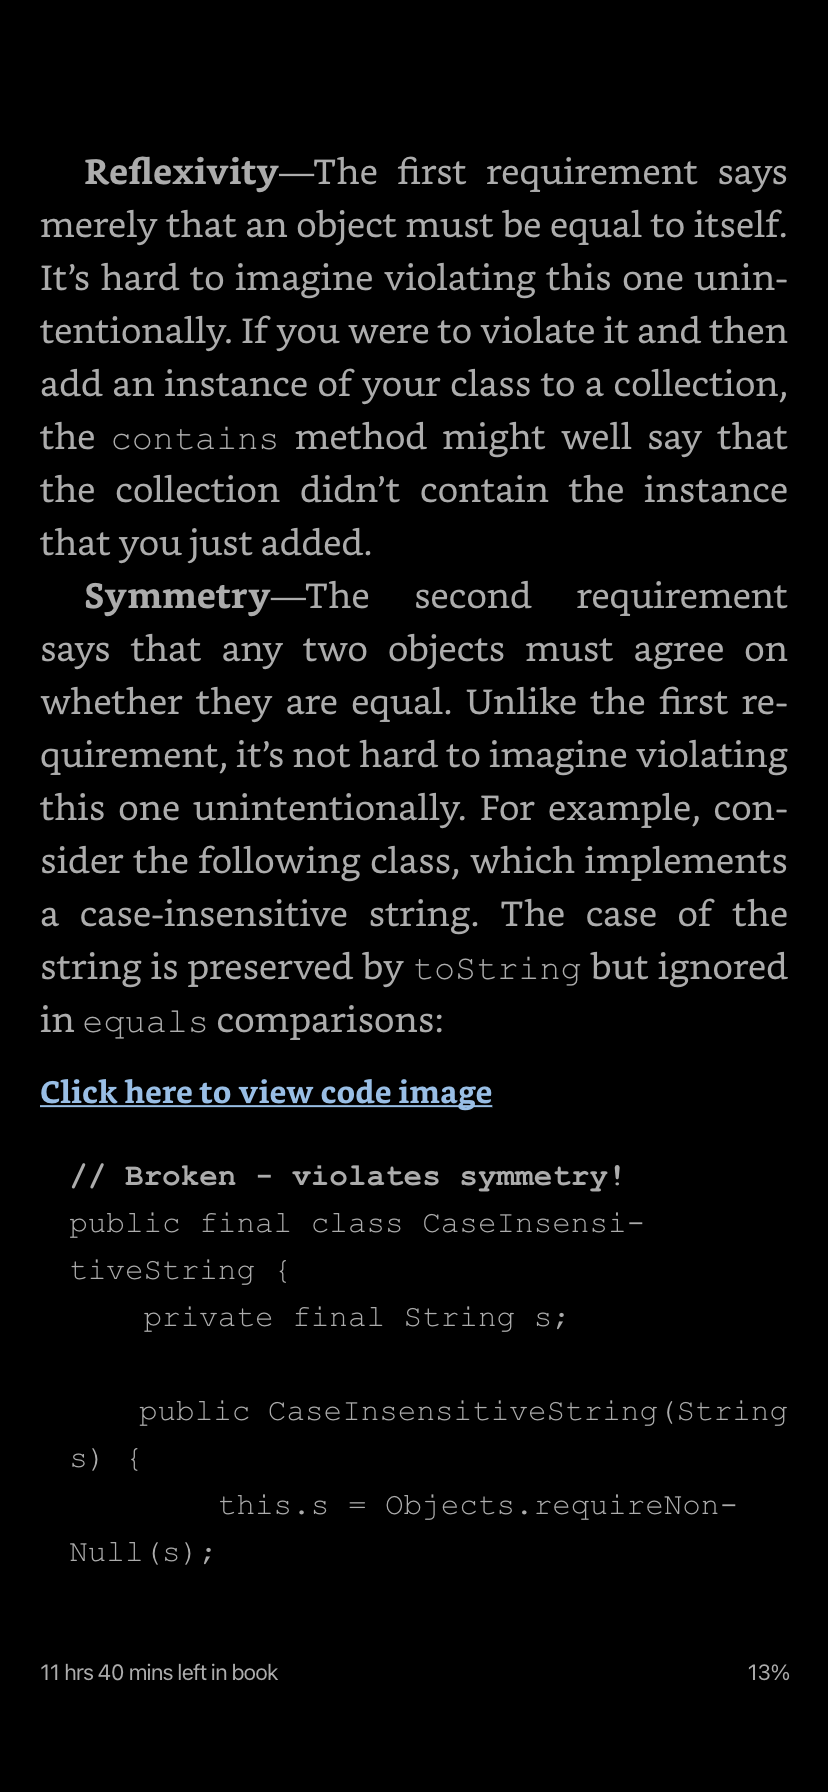 Reflexivity—The first requirement says
merely that an object must be equal to itself.
It’s hard to imagine violating this one unin-
tentionally. If you were to violate it and then
add an instance of your class to a collection,
the contains method might well say that
the collection didn’t contain the instance
that you just added.
Symmetry—The second requirement
says that any two objects must agree on
whether they are equal. Unlike the first re-
quirement, it’s not hard to imagine violating
this one unintentionally. For example, con-
sider the following class, which implements
a case-insensitive string. The case of the
string is preserved by toString but ignored
in equals comparisons:
Click here to view code image
// Broken - violates symmetry!
public final class CaseInsensi-
tiveString {
    private final String s;
    public CaseInsensitiveString(String
s) {
        this.s = Objects.requireNon-
Null(s);
11 hrs 40 mins left in book
13%